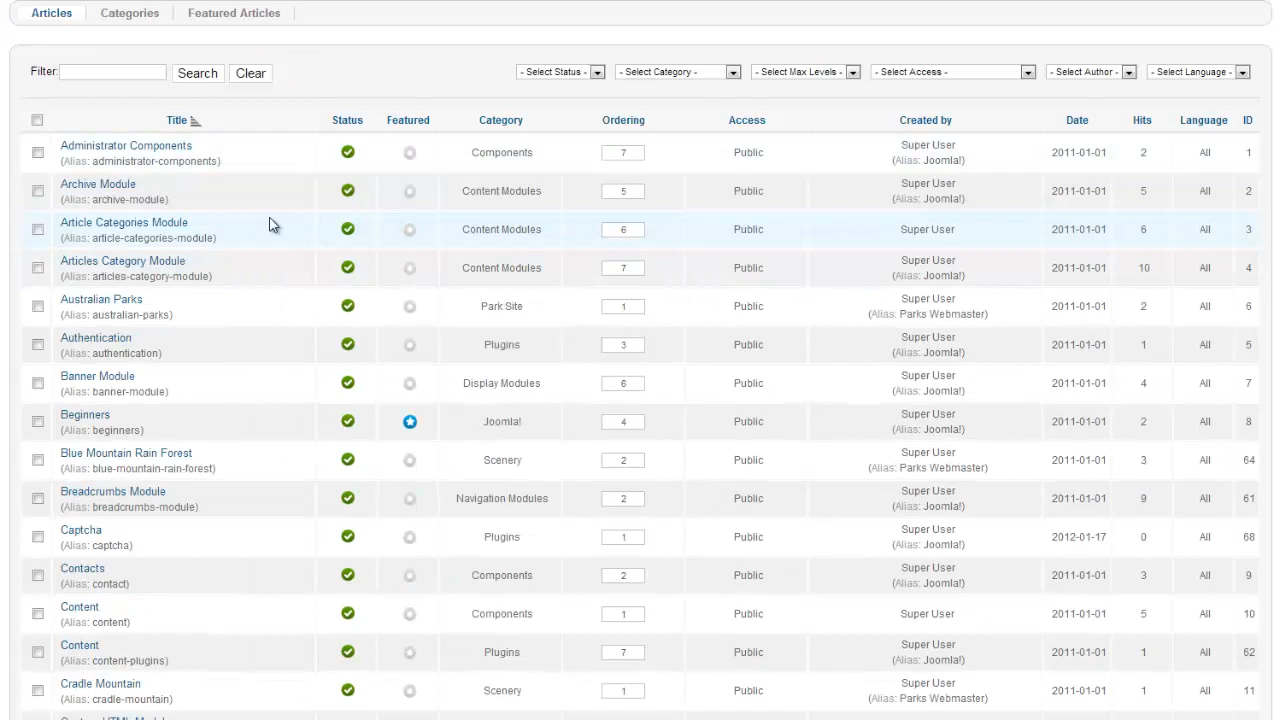 Articles Categories Featured Articles
Filter: Search Clear - Select Status - - Select Category - - Select Max Levels - - Select Access - - Select Author - - Select Language -
Title Status Featured Category Ordering Access Created by Date Hits Language ID
Administrator Components
(Alias: administrator-components) Components 7 Public Super User
(Alias: Joomla!) 2011-01-01 2 All 1
Archive Module
(Alias: archive-module) Content Modules 5 Public Super User
(Alias: Joomla!) 2011-01-01 5 All 2
Article Categories Module
(Alias: article-categories-module) Content Modules 6 Public Super User 2011-01-01 6 All 3
Articles Category Module
(Alias: articles-category-module) Content Modules 7 Public Super User
(Alias: Joomla!) 2011-01-01 10 All 4
Australian Parks
(Alias: australian-parks) Park Site 1 Public Super User
(Alias: Parks Webmaster) 2011-01-01 2 All 6
Authentication
(Alias: authentication) Plugins 3 Public Super User
(Alias: Joomla!) 2011-01-01 1 All 5
Banner Module
(Alias: banner-module) Display Modules 6 Public Super User
(Alias: Joomla!) 2011-01-01 4 All 7
Beginners
(Alias: beginners) Joomla! 4 Public Super User
(Alias: Joomla!) 2011-01-01 2 All 8
Blue Mountain Rain Forest
(Alias: blue-mountain-rain-forest) Scenery 2 Public Super User
(Alias: Parks Webmaster) 2011-01-01 3 All 64
Breadcrumbs Module
(Alias: breadcrumbs-module) Navigation Modules 2 Public Super User
(Alias: Joomla!) 2011-01-01 9 All 61
Captcha
(Alias: captcha) Plugins 1 Public Super User
(Alias: Joomla!) 2012-01-17 0 All 68
Contacts
(Alias: contact) Components 2 Public Super User
(Alias: Joomla!) 2011-01-01 3 All 9
Content
(Alias: content) Components 1 Public Super User 2011-01-01 5 All 10
Content
(Alias: content-plugins) Plugins 7 Public Super User
(Alias: Joomla!) 2011-01-01 1 All 62
Cradle Mountain
(Alias: cradle-mountain) Scenery 1 Public Super User
(Alias: Parks Webmaster) 2011-01-01 1 All 11